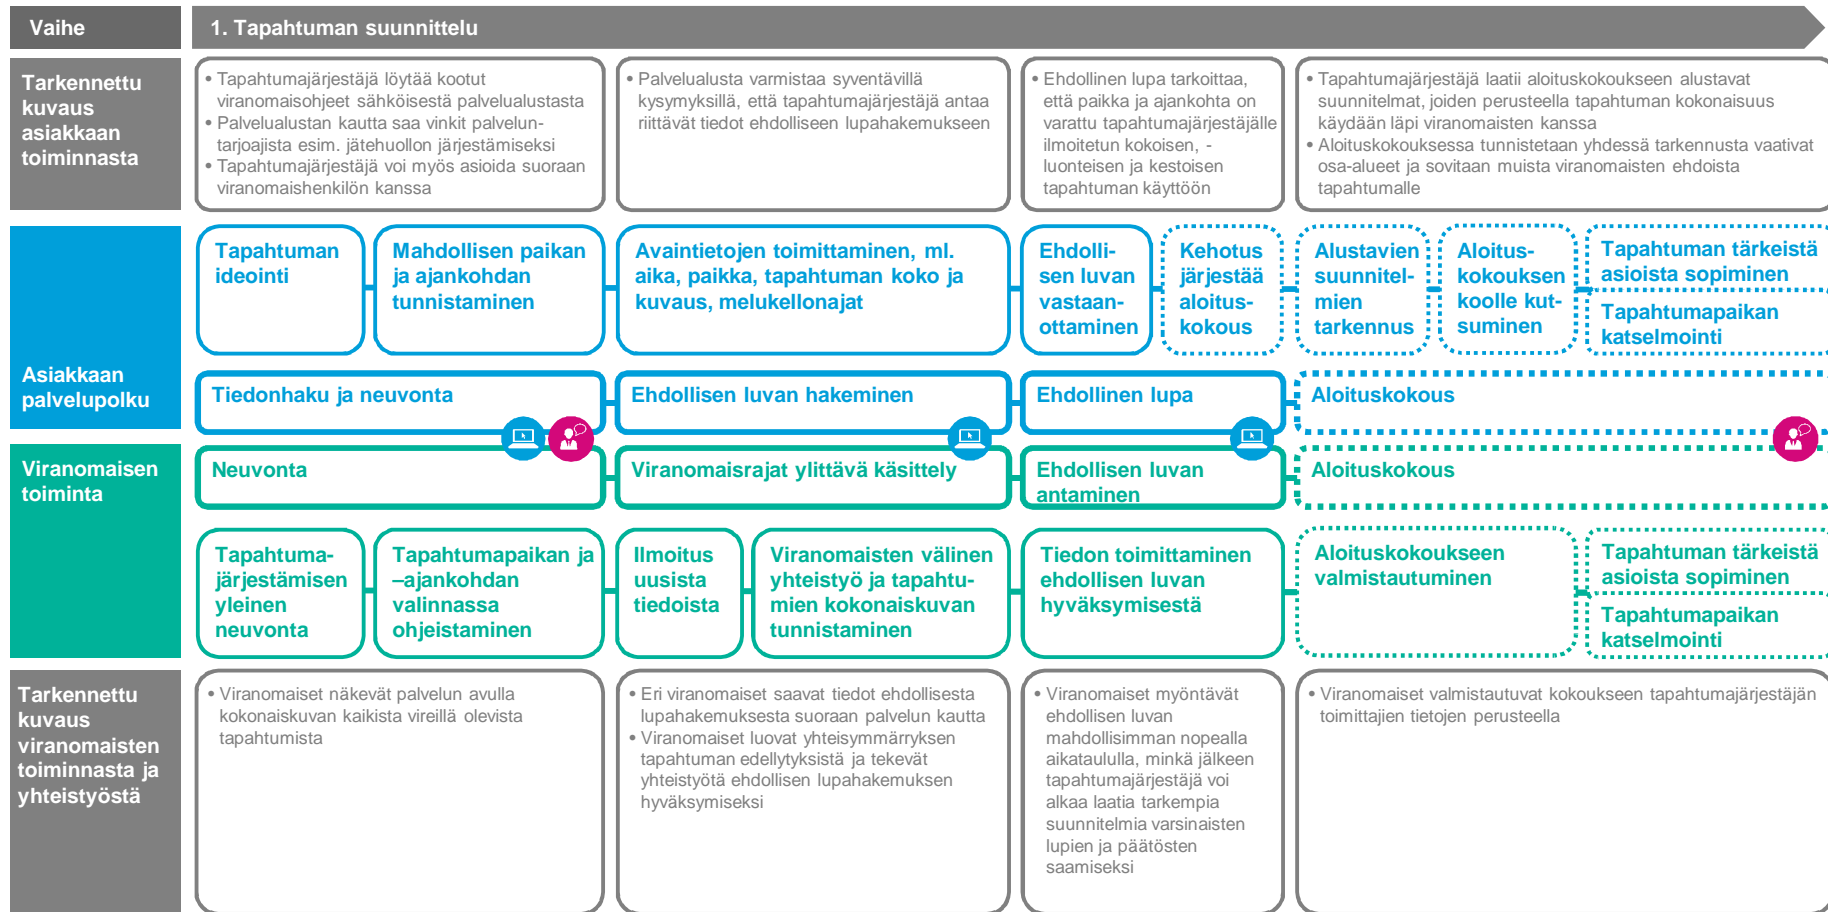 Vaihe
1. Tapahtuman suunnittelu
Tarkennettu
kuvaus
asiakkaan
toiminnasta
• Tapahtumajärjestäjä löytää kootut
viranomaisohjeet sähköisestä palvelualustasta
• Palvelualustan kautta saa vinkit palvelun-
tarjoajista esim. jätehuollon järjestämiseksi
• Tapahtumajärjestäjä voi myös asioida suoraan
viranomaishenkilön kanssa
• Palvelualusta varmistaa syventävillä
kysymyksillä, että tapahtumajärjestäjä antaa
riittävät tiedot ehdolliseen lupahakemukseen
• Ehdollinen lupa tarkoittaa,
että paikka ja ajankohta on
varattu tapahtumajärjestäjälle
ilmoitetun kokoisen, -
luonteisen ja kestoisen
tapahtuman käyttöön
• Tapahtumajärjestäjä laatii aloituskokoukseen alustavat
suunnitelmat, joiden perusteella tapahtuman kokonaisuus
käydään läpi viranomaisten kanssa
• Aloituskokouksessa tunnistetaan yhdessä tarkennusta vaativat
osa-alueet ja sovitaan muista viranomaisten ehdoista
tapahtumalle
Asiakkaan
palvelupolku
Tapahtuman
ideointi
Mahdollisen paikan
ja ajankohdan
tunnistaminen
Avaintietojen toimittaminen, ml.
aika, paikka, tapahtuman koko ja
kuvaus, melukellonajat
Ehdolli-
sen luvan
vastaan-
ottaminen
Kehotus
järjestää
aloitus-
kokous
Alustavien
suunnitel-
mien
tarkennus
Aloitus-
kokouksen
koolle kut-
suminen
Tapahtuman tärkeistä
asioista sopiminen
Tapahtumapaikan
katselmointi
Tiedonhaku ja neuvonta
Ehdollisen luvan hakeminen
Ehdollinen lupa
Aloituskokous
Viranomaisen
toiminta
Neuvonta
Viranomaisrajat ylittävä käsittely
Ehdollisen luvan
antaminen
Aloituskokous
Tapahtuma-
järjestämisen
yleinen
neuvonta
Tapahtumapaikan ja
–ajankohdan
valinnassa
ohjeistaminen
Ilmoitus
uusista
tiedoista
Viranomaisten välinen
yhteistyö ja tapahtu-
mien kokonaiskuvan
tunnistaminen
Tiedon toimittaminen
ehdollisen luvan
hyväksymisestä
Aloituskokoukseen
valmistautuminen
Tapahtuman tärkeistä
asioista sopiminen
Tapahtumapaikan
katselmointi
Tarkennettu
kuvaus
viranomaisten
toiminnasta ja
yhteistyöstä
• Viranomaiset näkevät palvelun avulla
kokonaiskuvan kaikista vireillä olevista
tapahtumista
• Eri viranomaiset saavat tiedot ehdollisesta
lupahakemuksesta suoraan palvelun kautta
• Viranomaiset luovat yhteisymmärryksen
tapahtuman edellytyksistä ja tekevät
yhteistyötä ehdollisen lupahakemuksen
hyväksymiseksi
• Viranomaiset myöntävät
ehdollisen luvan
mahdollisimman nopealla
aikataululla, minkä jälkeen
tapahtumajärjestäjä voi
alkaa laatia tarkempia
suunnitelmia varsinaisten
lupien ja päätösten
saamiseksi
• Viranomaiset valmistautuvat kokoukseen tapahtumajärjestäjän
toimittajien tietojen perusteella